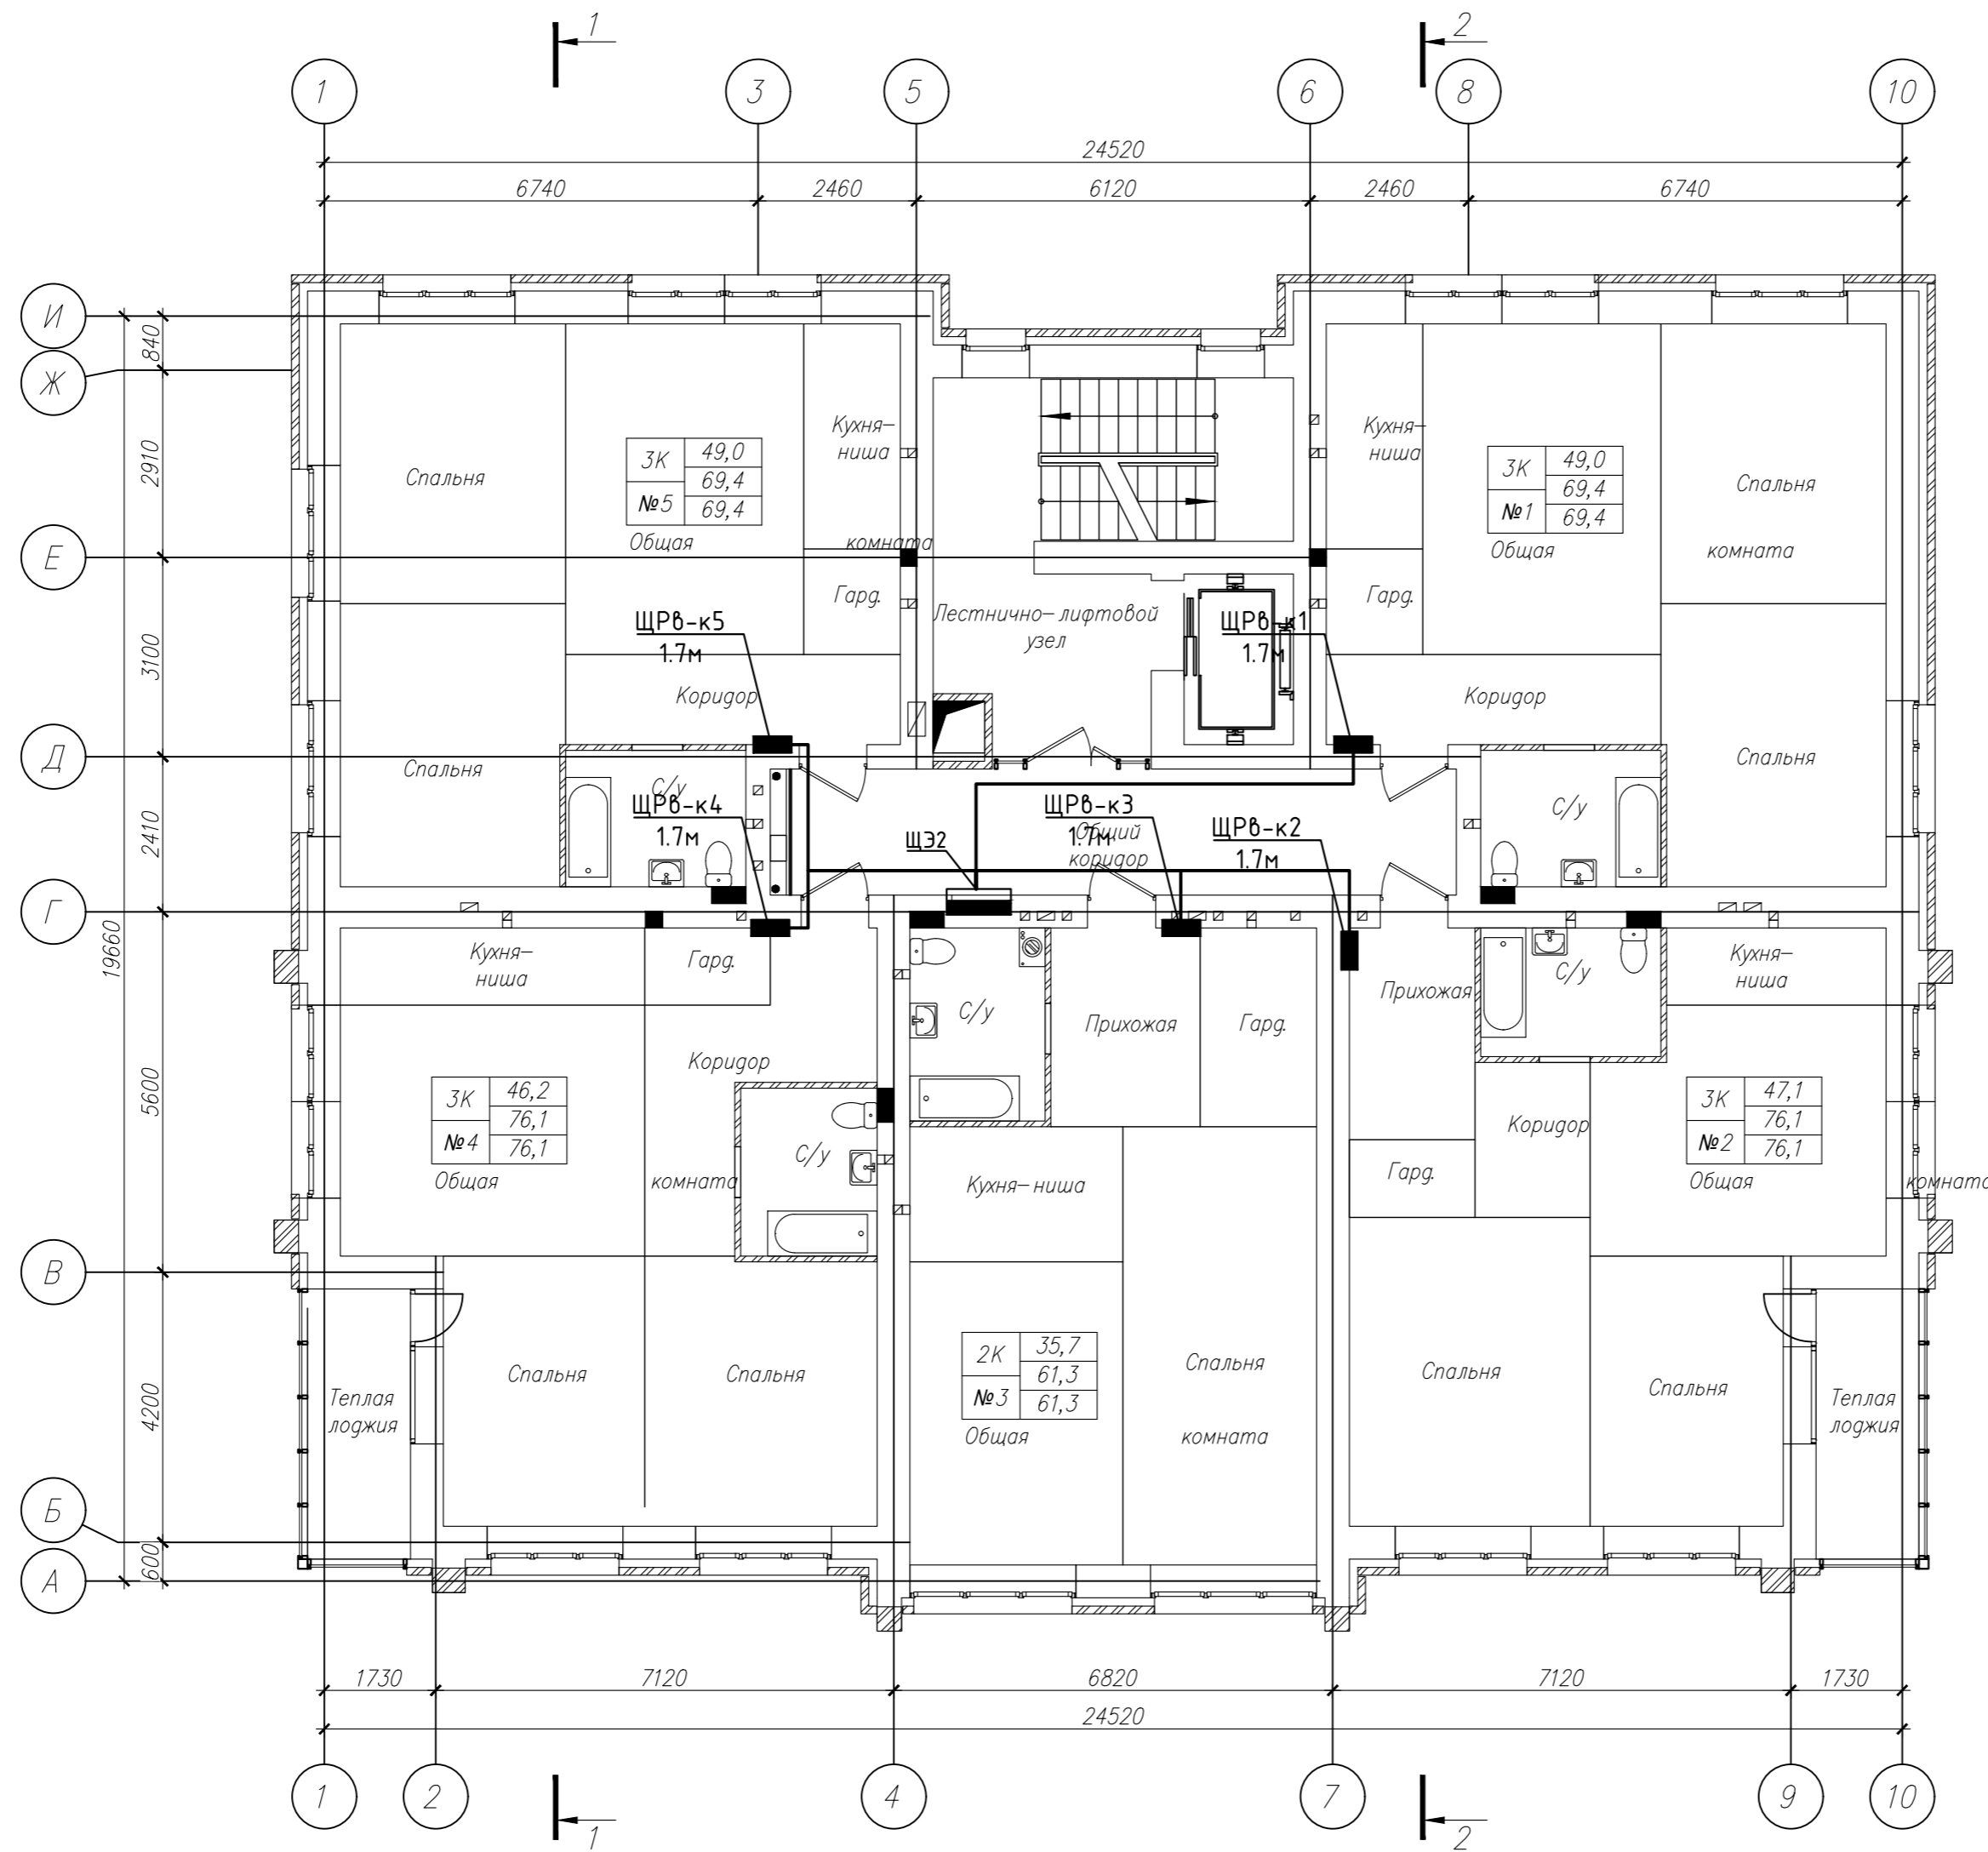 1
2
1
3
5
6
8
10
24520
6740
2460
6120
2460
6740
И
Ж
Е
Д
Г
В
Б
А
840
2910
3100
2410
5600
4200
600
19660
Спальня
3К
№5
49,0
69,4
69,4
Общая
комната
Кухня-
ниша
Гард.
Коридор
ЩРв-к5
1.7м
Спальня
С/у
ЩРв-к4
1.7м
Лестнично-лифтовой
узел
ЩРв-к1
1.7м
Кухня-
ниша
3К
№1
49,0
69,4
69,4
Общая
комната
Спальня
Гард.
Коридор
Спальня
С/у
ЩЭ2
ЩРв-к3
1.7м
Общий
коридор
ЩРв-к2
1.7м
Кухня-
ниша
Гард.
Коридор
3К
№4
46,2
76,1
76,1
Общая
комната
С/у
Спальня
Спальня
Теплая
лоджия
С/у
Прихожая
Гард.
Кухня-ниша
2К
№3
35,7
61,3
61,3
Общая
комната
Спальня
Прихожая
С/у
Кухня-
ниша
Коридор
Гард.
3К
№2
47,1
76,1
76,1
Общая
комната
Спальня
Спальня
Теплая
лоджия
1730
7120
6820
7120
1730
24520
1
2
4
7
9
10
1
2